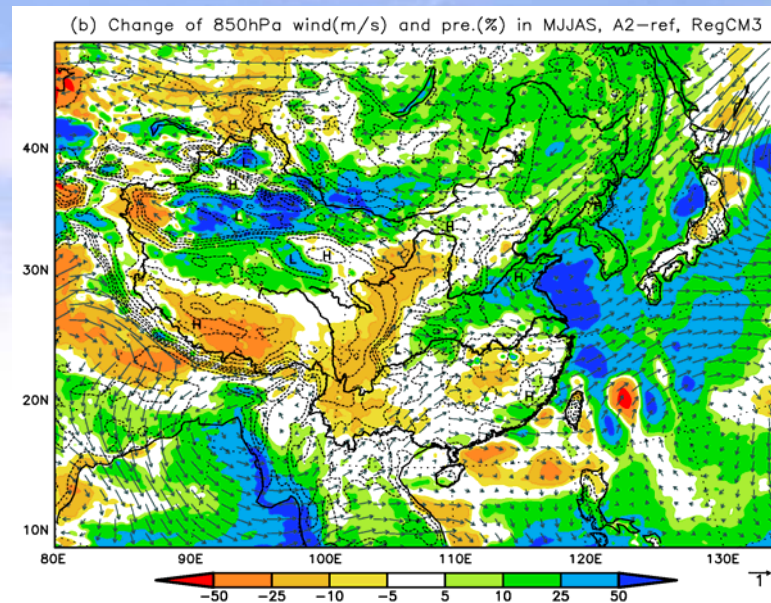 (b) Change of 850hPa wind(m/s) and pre.(%) in MJJAS, A2−ref, RegCM3
40N
L
H
L
H
L
H
H
30N
H
H
20N
H
10N
80E 90E 100E 110E 120E 130E
−50 −25 −10 −5 5 10 25 50
1